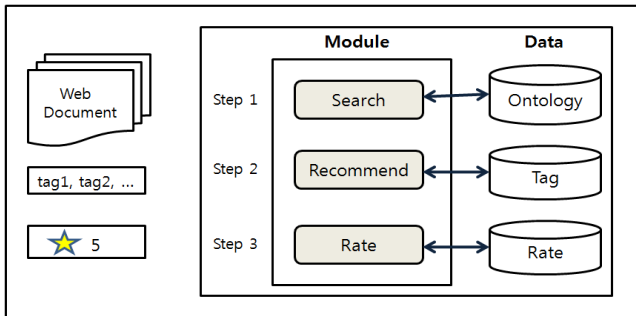 Module
Data
Web
Document
Step 1
Search
Ontology
tag1, tag2, ...
Step 2
Recommend
Tag
5
Step 3
Rate
Rate